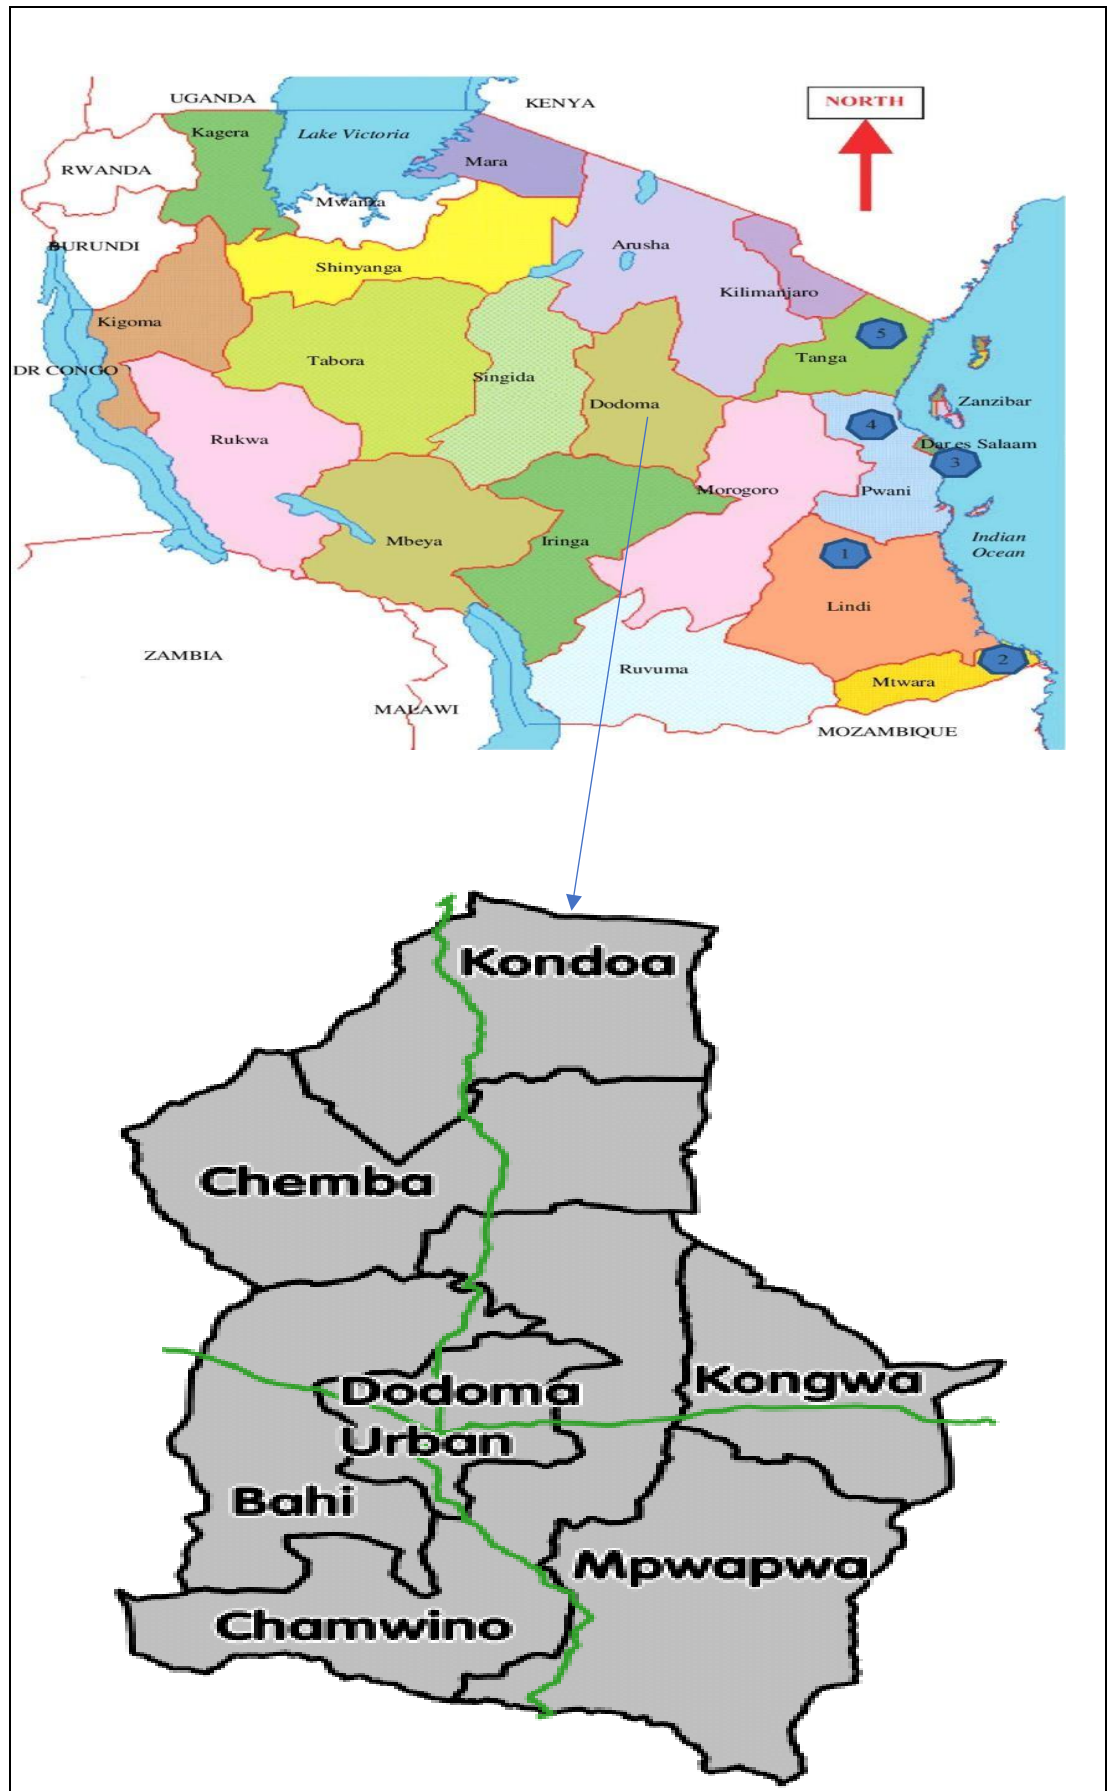 UGANDA
KENYA
NORTH
Kagera
Lake Victoria
Mara
RWANDA
Mwanza
BURUNDI
Arusha
Shinyanga
Kilimanjaro
Kigoma
5
Tabora
Tanga
DR CONGO
Singida
Dodoma
Zanzibar
4
Rukwa
Dar es Salaam
3
Morogoro
Pwani
Mbeya
Iringa
Indian
Ocean
1
Lindi
ZAMBIA
Ruvuma
2
Mtwara
MALAWI
MOZAMBIQUE
Kondoa
Chemba
Dodoma
Urban
Kongwa
Bahi
Mpwapwa
Chamwino